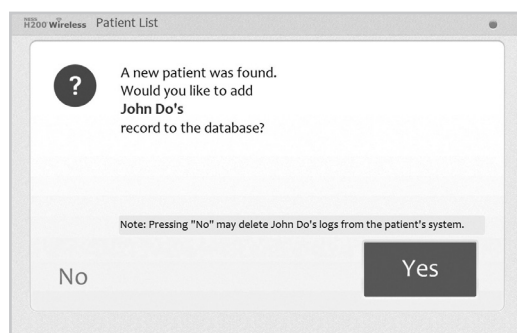 NESS
H200 Wireless Patient List
?
A new patient was found.
Would you like to add
John Do's
record to the database?
Note: Pressing "No" may delete John Do's logs from the patient's system.
No
Yes